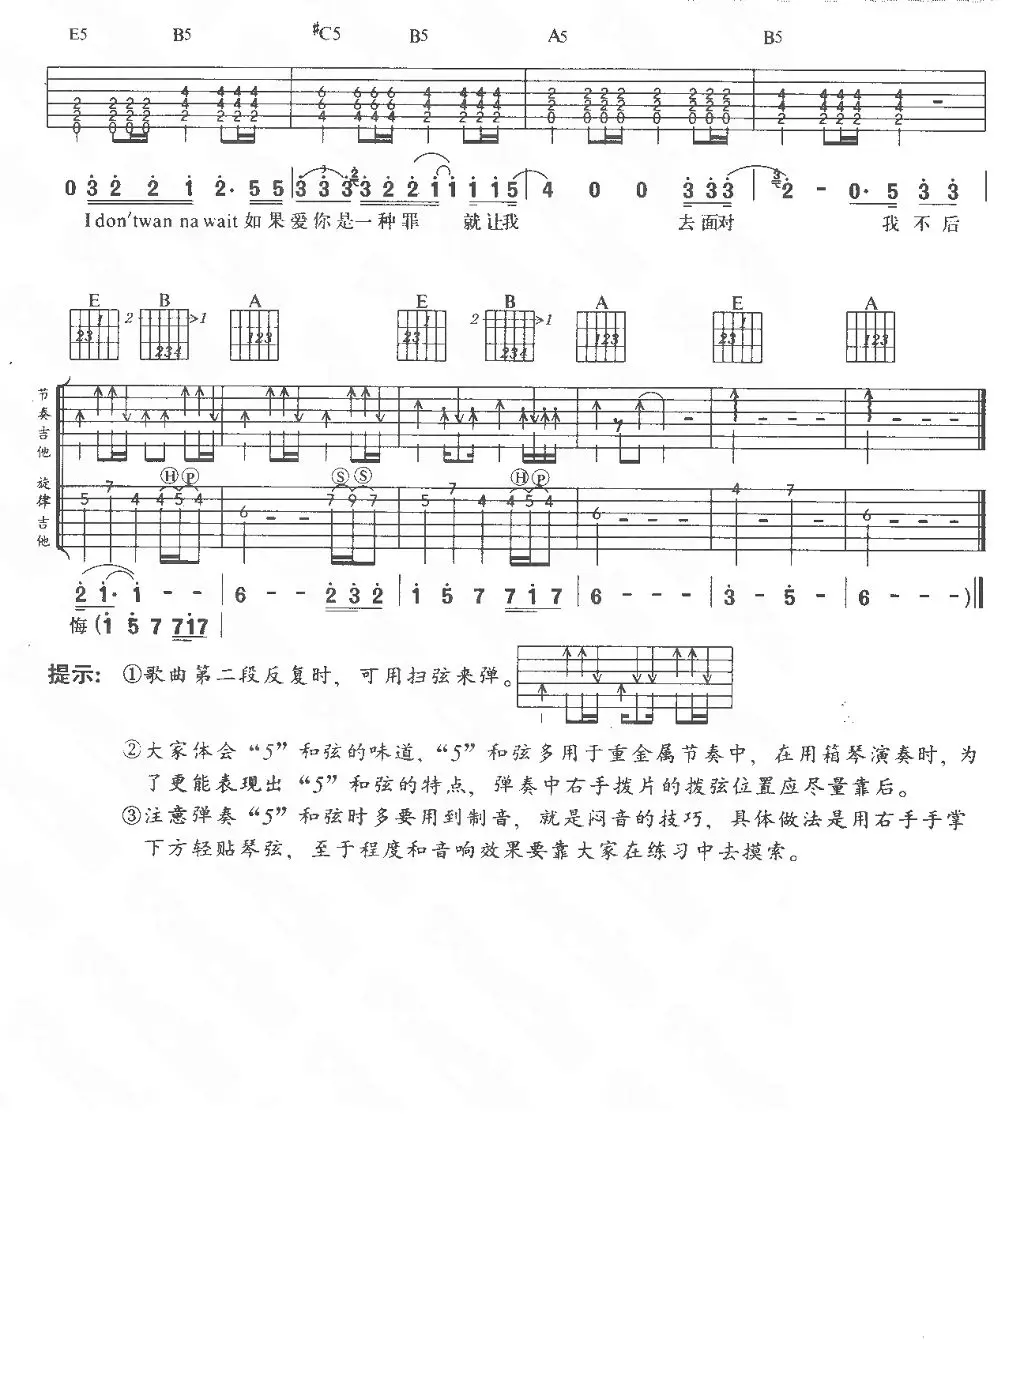 E5 B5 #C5 B5 A5 B5
0 3 2 2 1 2· 5 5 3 3 3 3 2 2 1 1 1 1 5 4 0 0 3 3 3 2 - 0· 5 3 3
I don'twan na wait 如果爱你是一种罪 就让我 去面对 我不后
E B A E B A E A
节奏吉他
H P S S H P
旋律吉他
5 7 4 4 5 4 6 - - 7 9 7 5 7 4 4 5 4 6 - - - 4 - 7 - 6 - - -
2 1· 1 - - 6 - - 2 3 2 1 5 7 7 1 7 6 - - - 3 - 5 - 6 - - -)
悔(1 5 7 7 1 7
提示: ①歌曲第二段反复时，可用扫弦来弹。
②大家体会“5”和弦的味道，“5”和弦多用于重金属节奏中，在用箱琴演奏时，为
了更能表现出“5”和弦的特点，弹奏中右手拨片的拨弦位置应尽量靠后。
③注意弹奏“5”和弦时多要用到制音，就是闷音的技巧，具体做法是用右手手掌
下方轻贴琴弦，至于程度和音响效果要靠大家在练习中去摸索。